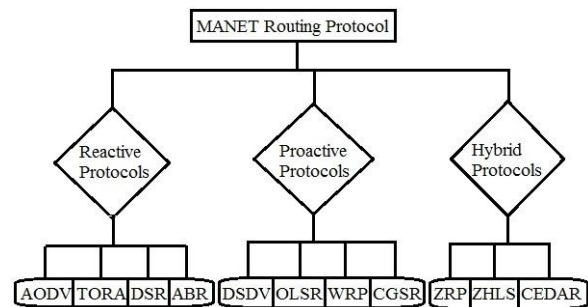 MANET Routing Protocol
Reactive
Protocols
Proactive
Protocols
Hybrid
Protocols
AODV TORA DSR ABR
DSDV OLSR WRP CGSR
ZRP ZHLS CEDAR